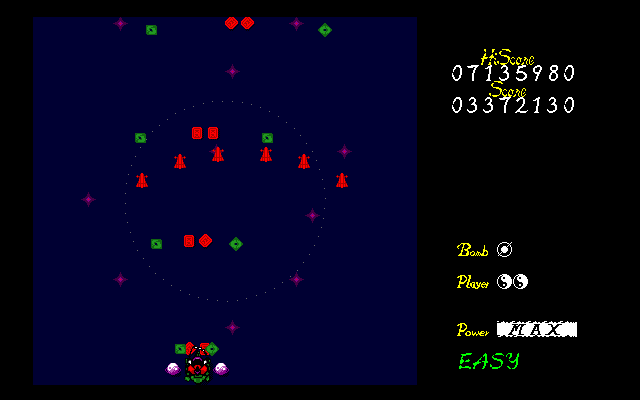 HiScore
07135980
Score
03372130
Bomb
Player
Power MAX
EASY